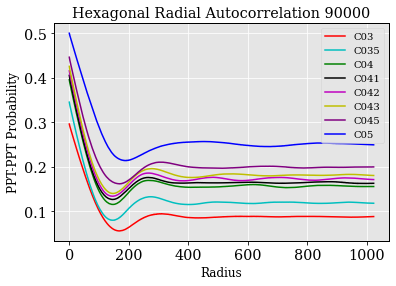 Hexagonal Radial Autocorrelation 90000
PPT-PPT Probability
0.5
0.4
0.3
0.2
0.1
C03
C035
C04
C041
C042
C043
C045
C05
0 200 400 600 800 1000
Radius